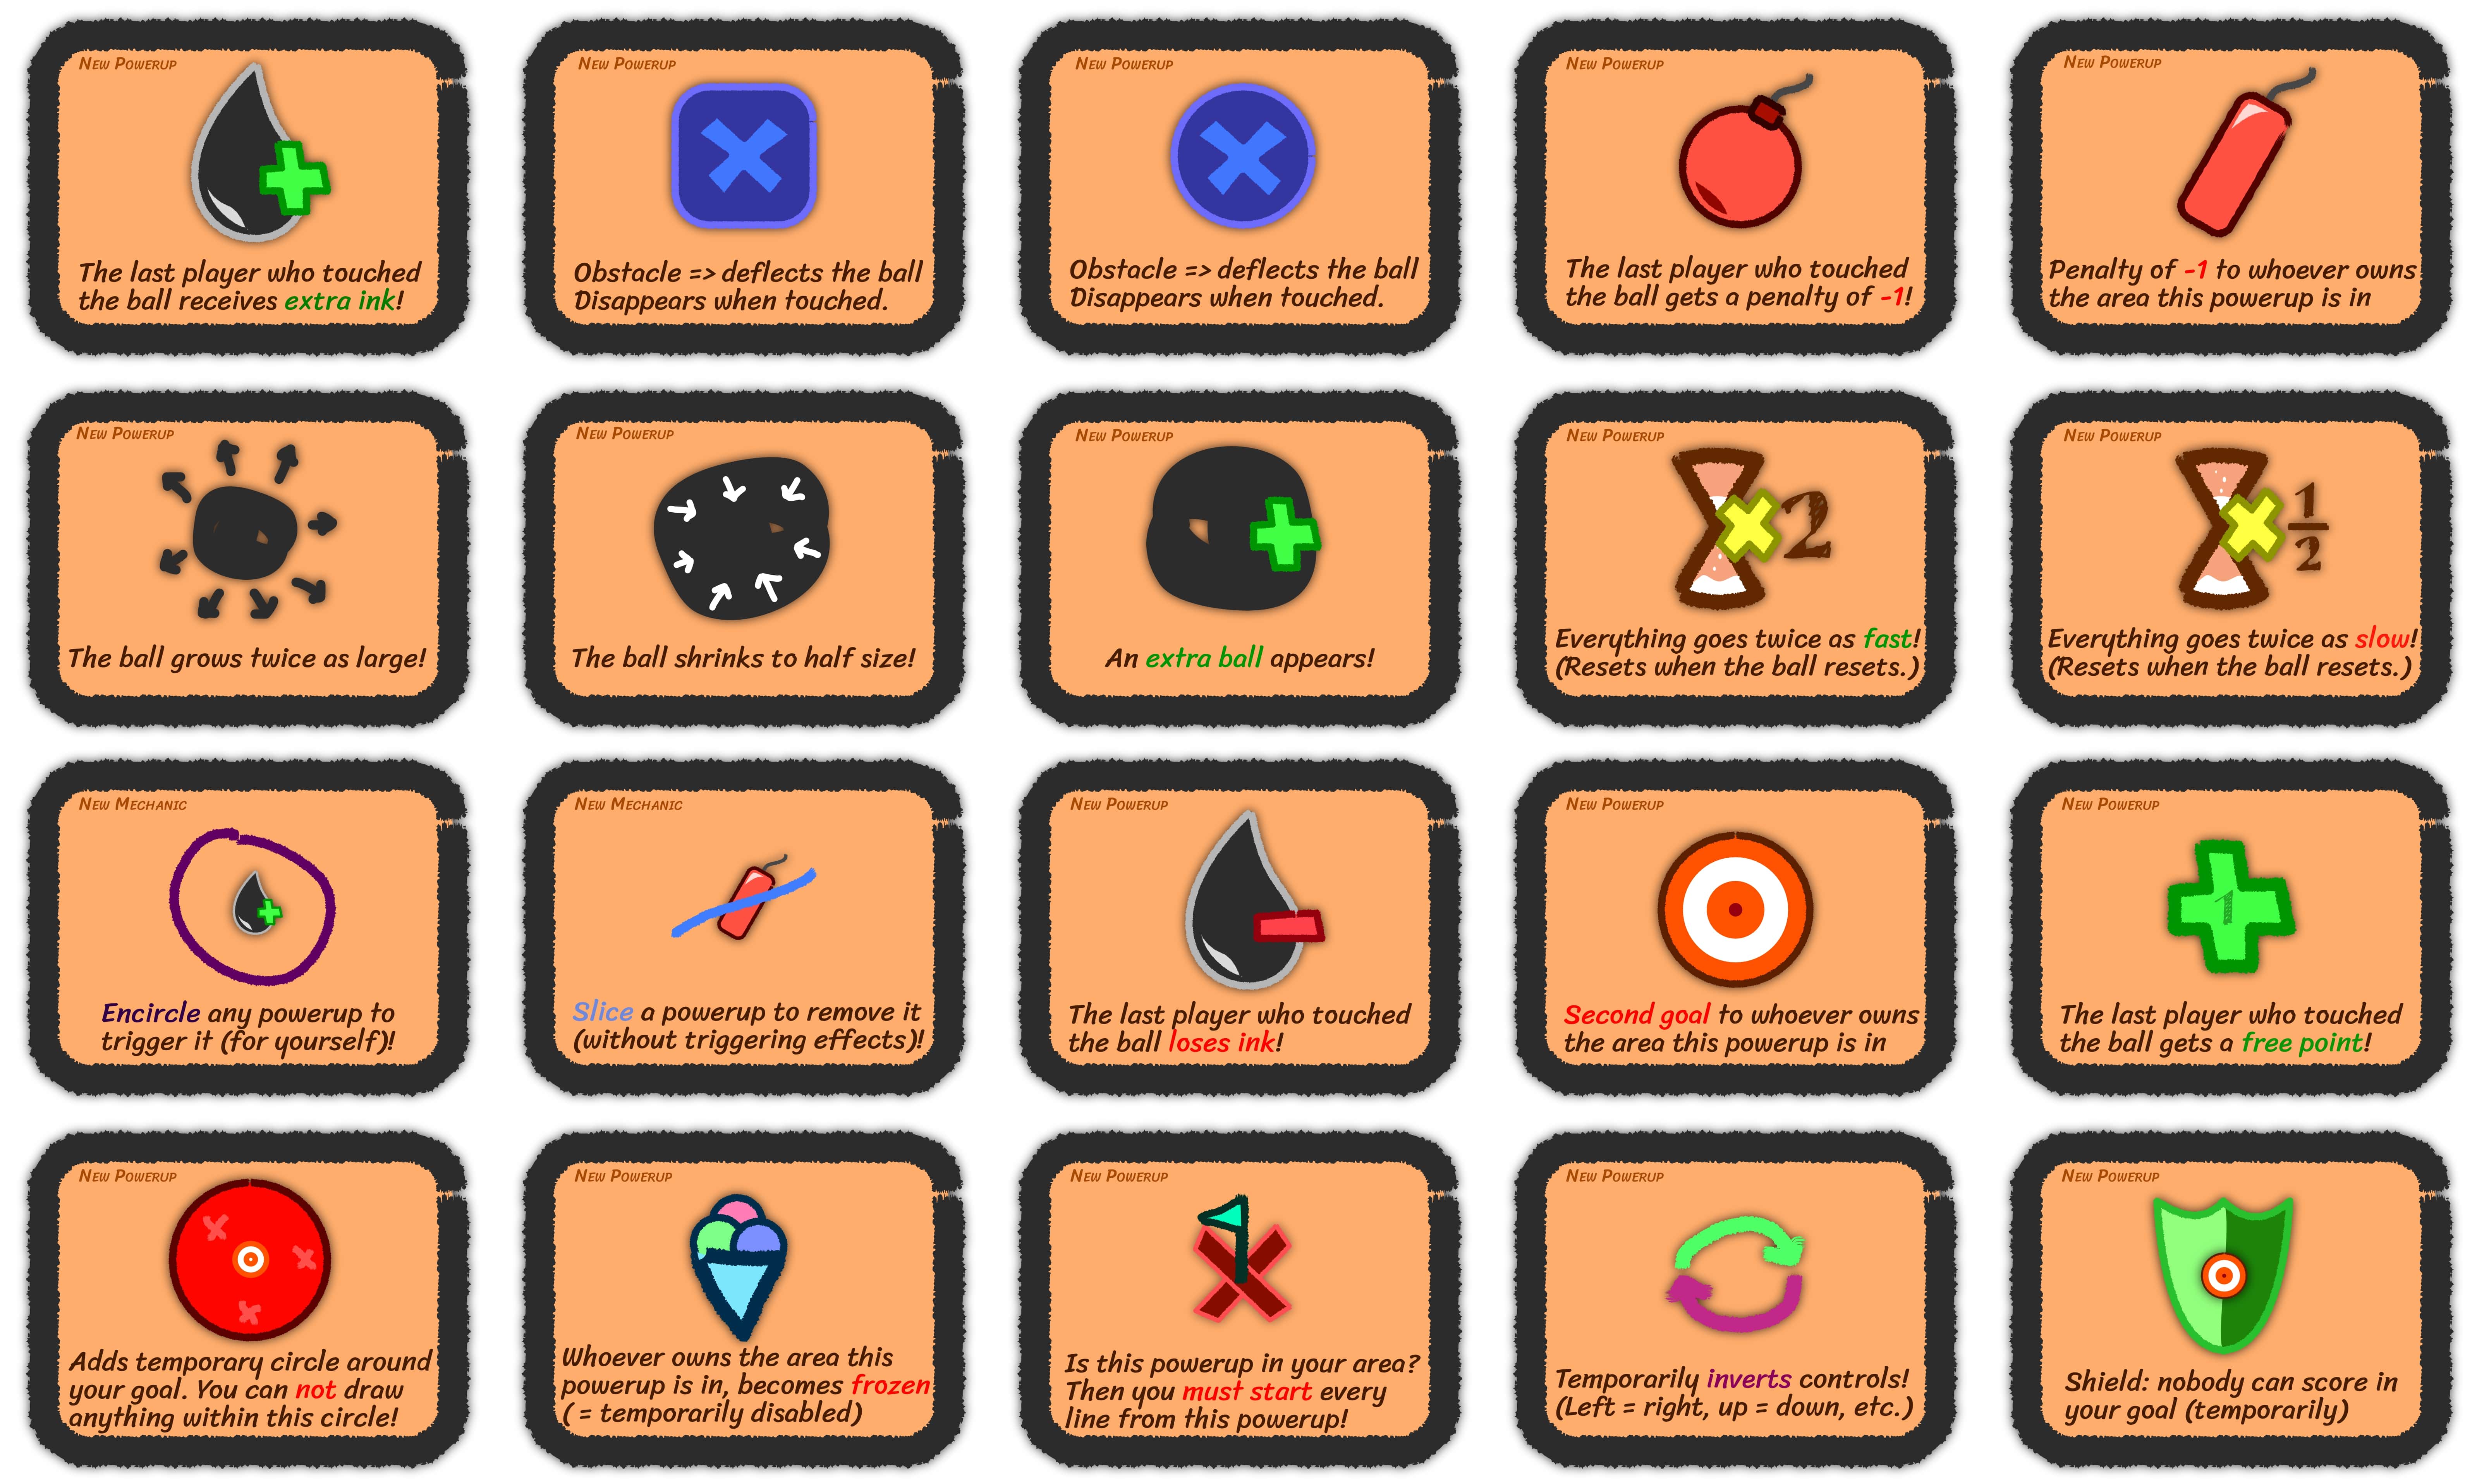 New Powerup
The last player who touched
the ball receives extra ink!
New Powerup
Obstacle => deflects the ball
Disappears when touched.
New Powerup
Obstacle => deflects the ball
Disappears when touched.
New Powerup
The last player who touched
the ball gets a penalty of -1!
New Powerup
Penalty of -1 to whoever owns
the area this powerup is in
New Powerup
The ball grows twice as large!
New Powerup
The ball shrinks to half size!
New Powerup
An extra ball appears!
New Powerup
2
Everything goes twice as fast!
(Resets when the ball resets.)
New Powerup
1
2
Everything goes twice as slow!
(Resets when the ball resets.)
New Mechanic
Encircle any powerup to
trigger it (for yourself)!
New Mechanic
Slice a powerup to remove it
(without triggering effects)!
New Powerup
The last player who touched
the ball loses ink!
New Powerup
Second goal to whoever owns
the area this powerup is in
New Powerup
1
The last player who touched
the ball gets a free point!
New Powerup
Adds temporary circle around
your goal. You can not draw
anything within this circle!
New Powerup
Whoever owns the area this
powerup is in, becomes frozen
( = temporarily disabled)
New Powerup
Is this powerup in your area?
Then you must start every
line from this powerup!
New Powerup
Temporarily inverts controls!
(Left = right, up = down, etc.)
New Powerup
Shield: nobody can score in
your goal (temporarily)